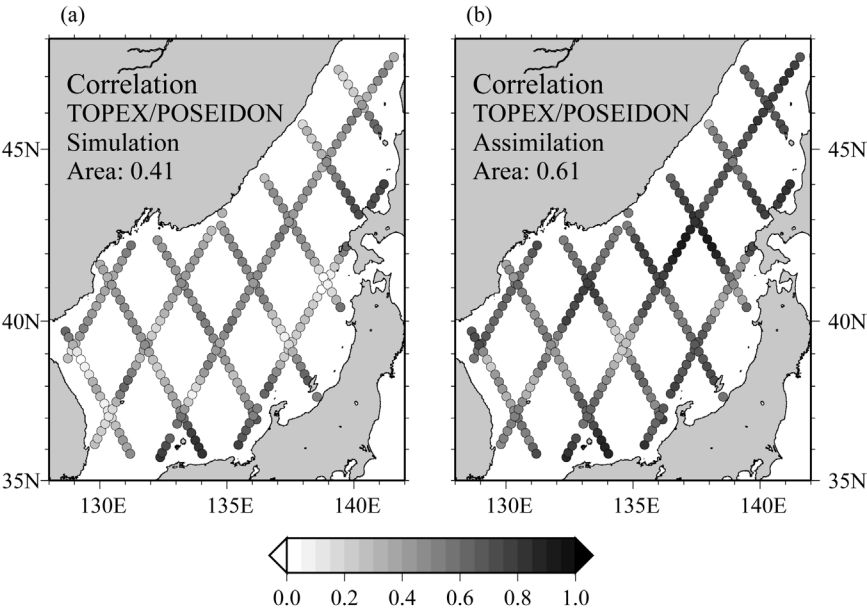 (a)
(b)
Correlation
TOPEX/POSEIDON
Simulation
Area: 0.41
Correlation
TOPEX/POSEIDON
Assimilation
Area: 0.61
45N
40N
35N
45N
40N
35N
130E 135E 140E
130E 135E 140E
0.0 0.2 0.4 0.6 0.8 1.0